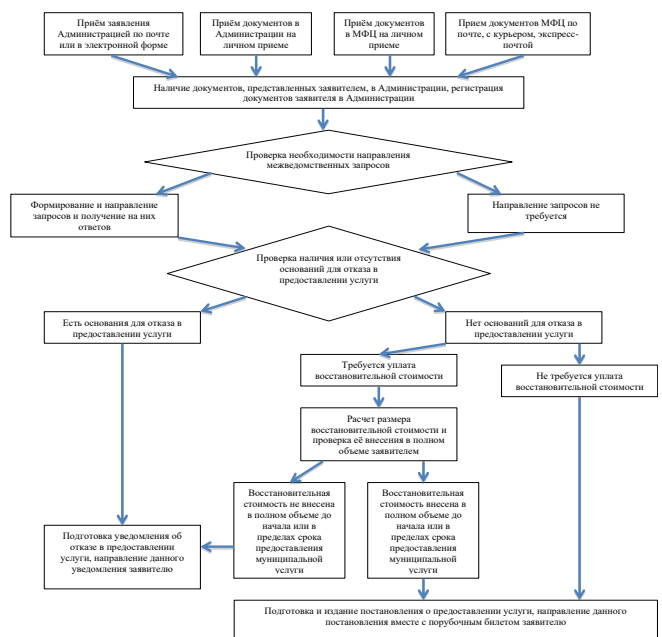 Приём заявления
Администрацией по почте
или в электронной форме
Приём документов в
Администрации на
личном приеме
Приём документов
в МФЦ на личном
приеме
Прием документов МФЦ по
почте, с курьером, экспресс-
почтой
Наличие документов, представленных заявителем, в Администрации, регистрация
документов заявителя в Администрации
Проверка необходимости направления
межведомственных запросов
Формирование и направление
запросов и получение на них
ответов
Направление запросов не
требуется
Проверка наличия или отсутствия
оснований для отказа в
предоставлении услуги
Есть основания для отказа в
предоставлении услуги
Нет оснований для отказа в
предоставлении услуги
Требуется уплата
восстановительной стоимости
Не требуется уплата
восстановительной стоимости
Расчет размера
восстановительной стоимости и
проверка её внесения в полном
объеме заявителем
Восстановительная
стоимость не внесена
в полном объеме до
начала или в
пределах срока
предоставления
муниципальной
услуги
Восстановительная
стоимость внесена в
полном объеме до
начала или в
пределах срока
предоставления
муниципальной
услуги
Подготовка уведомления об
отказе в предоставлении
услуги, направление данного
уведомления заявителю
Подготовка и издание постановления о предоставлении услуги, направление данного
постановления вместе с порубочным билетом заявителю